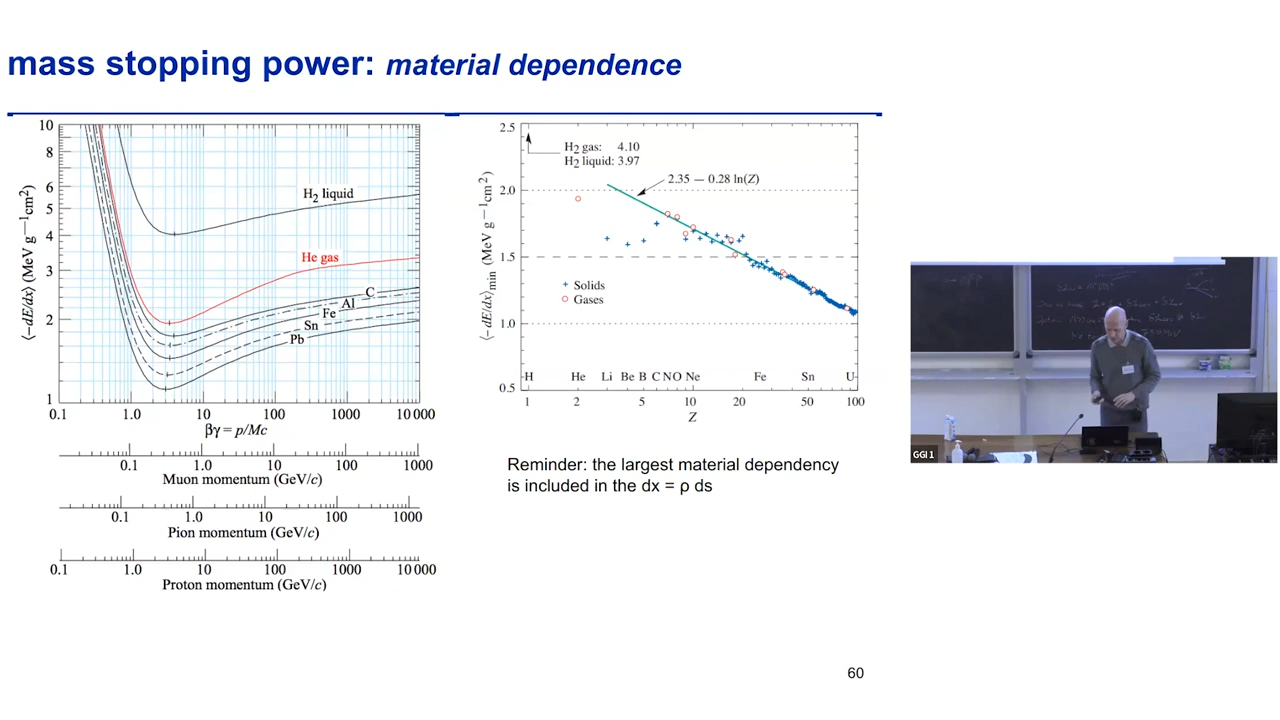 mass stopping power: material dependence
10
8
6
5
4
3
2
1
⟨–dE/dx⟩ (MeV g—1cm2)
H2 liquid
He gas
C
Al
Fe
Sn
Pb
0.1 1.0 10 100 1000 10 000
βγ = p/Mc
0.1 1.0 10 100 1000
Muon momentum (GeV/c)
0.1 1.0 10 100 1000
Pion momentum (GeV/c)
0.1 1.0 10 100 1000 10 000
Proton momentum (GeV/c)
2.5
2.0
1.5
1.0
0.5
⟨–dE/dx⟩min (MeV g—1cm2)
H2 gas: 4.10
H2 liquid: 3.97
2.35 — 0.28 ln(Z)
Solids
Gases
H He Li Be B C N O Ne Fe Sn U
1 2 5 10 20 50 100
Z
Reminder: the largest material dependency
is included in the dx = ρ ds
60
GGI 1